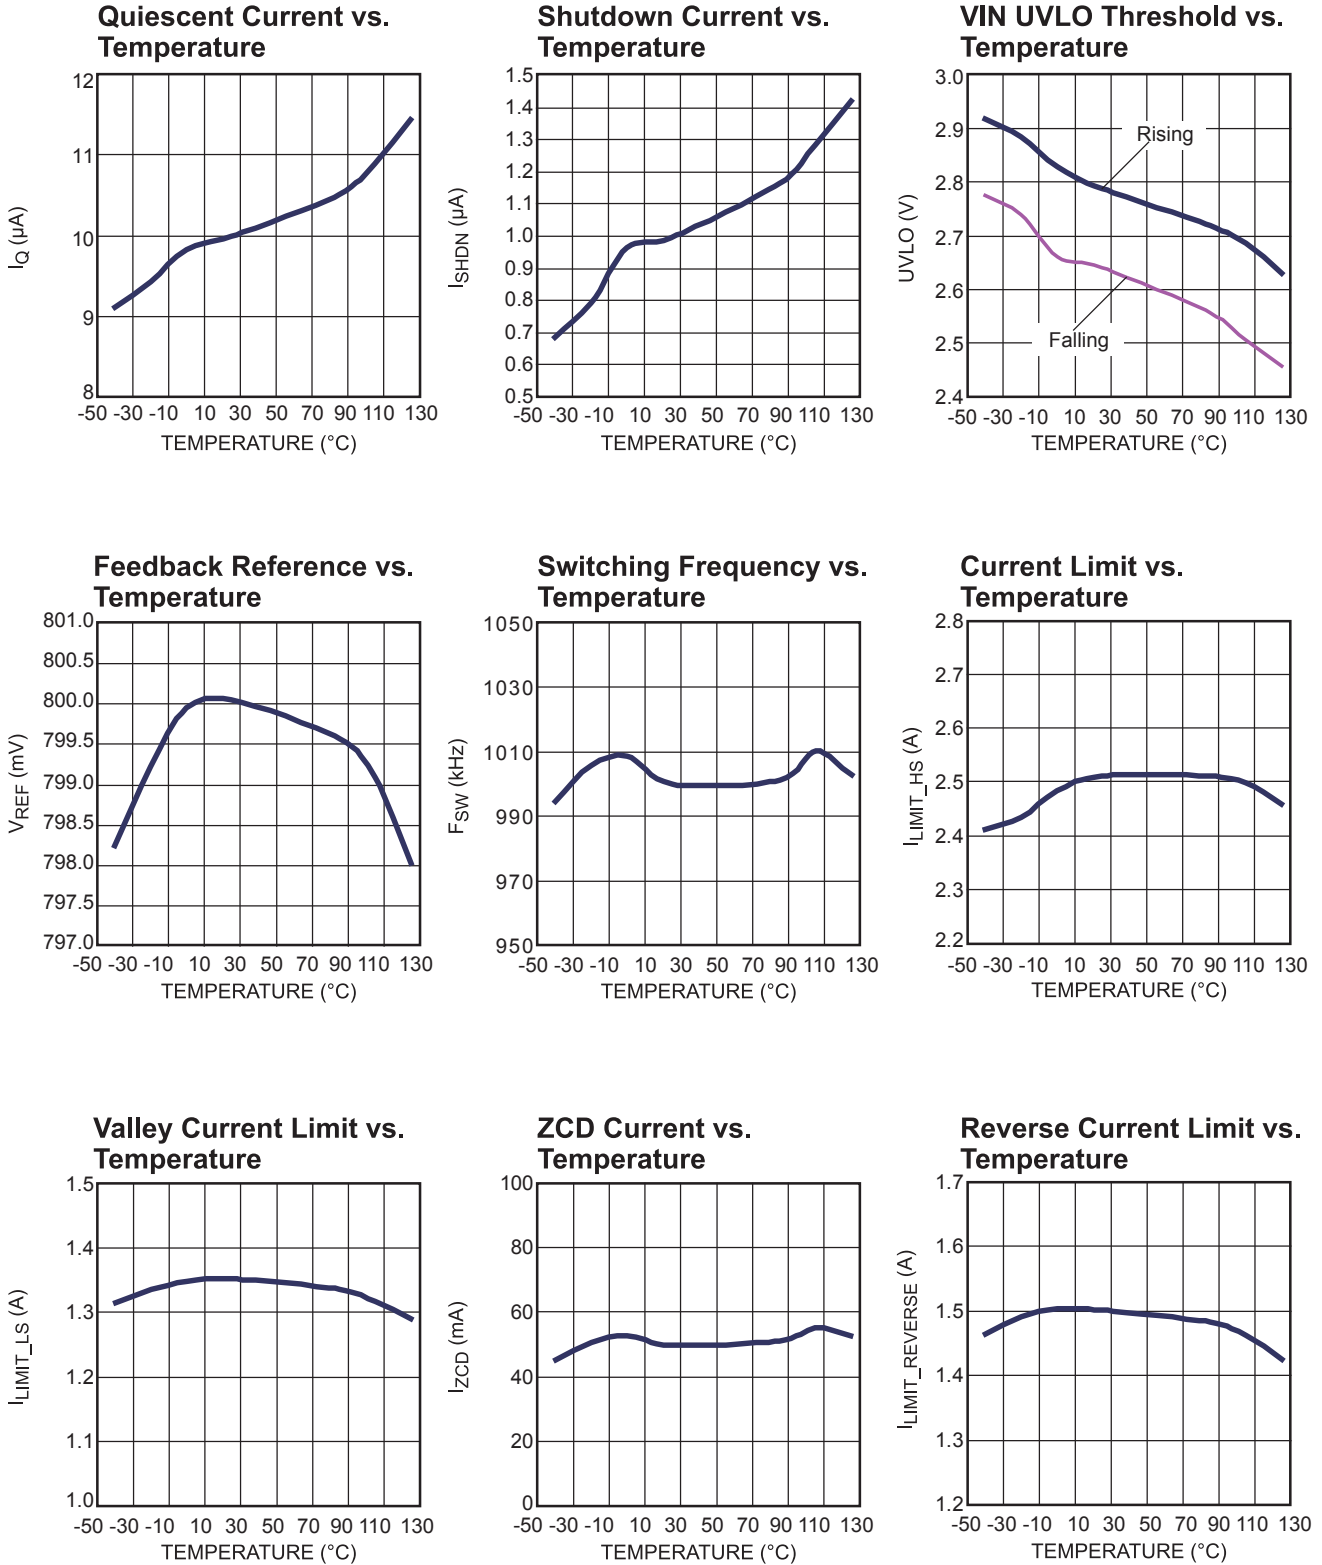 Quiescent Current vs.
Temperature
12
11
10
9
8
IQ (µA)
-50 -30 -10 10 30 50 70 90 110 130
TEMPERATURE (°C)
Shutdown Current vs.
Temperature
1.5
1.4
1.3
1.2
1.1
1.0
0.9
0.8
0.7
0.6
0.5
ISHDN (µA)
-50 -30 -10 10 30 50 70 90 110 130
TEMPERATURE (°C)
VIN UVLO Threshold vs.
Temperature
3.0
2.9
2.8
2.7
2.6
2.5
2.4
UVLO (V)
Rising
Falling
-50 -30 -10 10 30 50 70 90 110 130
TEMPERATURE (°C)
Feedback Reference vs.
Temperature
801.0
800.5
800.0
799.5
799.0
798.5
798.0
797.5
797.0
VREF (mV)
-50 -30 -10 10 30 50 70 90 110 130
TEMPERATURE (°C)
Switching Frequency vs.
Temperature
1050
1030
1010
990
970
950
FSW (kHz)
-50 -30 -10 10 30 50 70 90 110 130
TEMPERATURE (°C)
Current Limit vs.
Temperature
2.8
2.7
2.6
2.5
2.4
2.3
2.2
ILIMIT_HS (A)
-50 -30 -10 10 30 50 70 90 110 130
TEMPERATURE (°C)
Valley Current Limit vs.
Temperature
1.5
1.4
1.3
1.2
1.1
1.0
ILIMIT_LS (A)
-50 -30 -10 10 30 50 70 90 110 130
TEMPERATURE (°C)
ZCD Current vs.
Temperature
100
80
60
40
20
0
IZCD (mA)
-50 -30 -10 10 30 50 70 90 110 130
TEMPERATURE (°C)
Reverse Current Limit vs.
Temperature
1.7
1.6
1.5
1.4
1.3
1.2
ILIMIT_REVERSE (A)
-50 -30 -10 10 30 50 70 90 110 130
TEMPERATURE (°C)